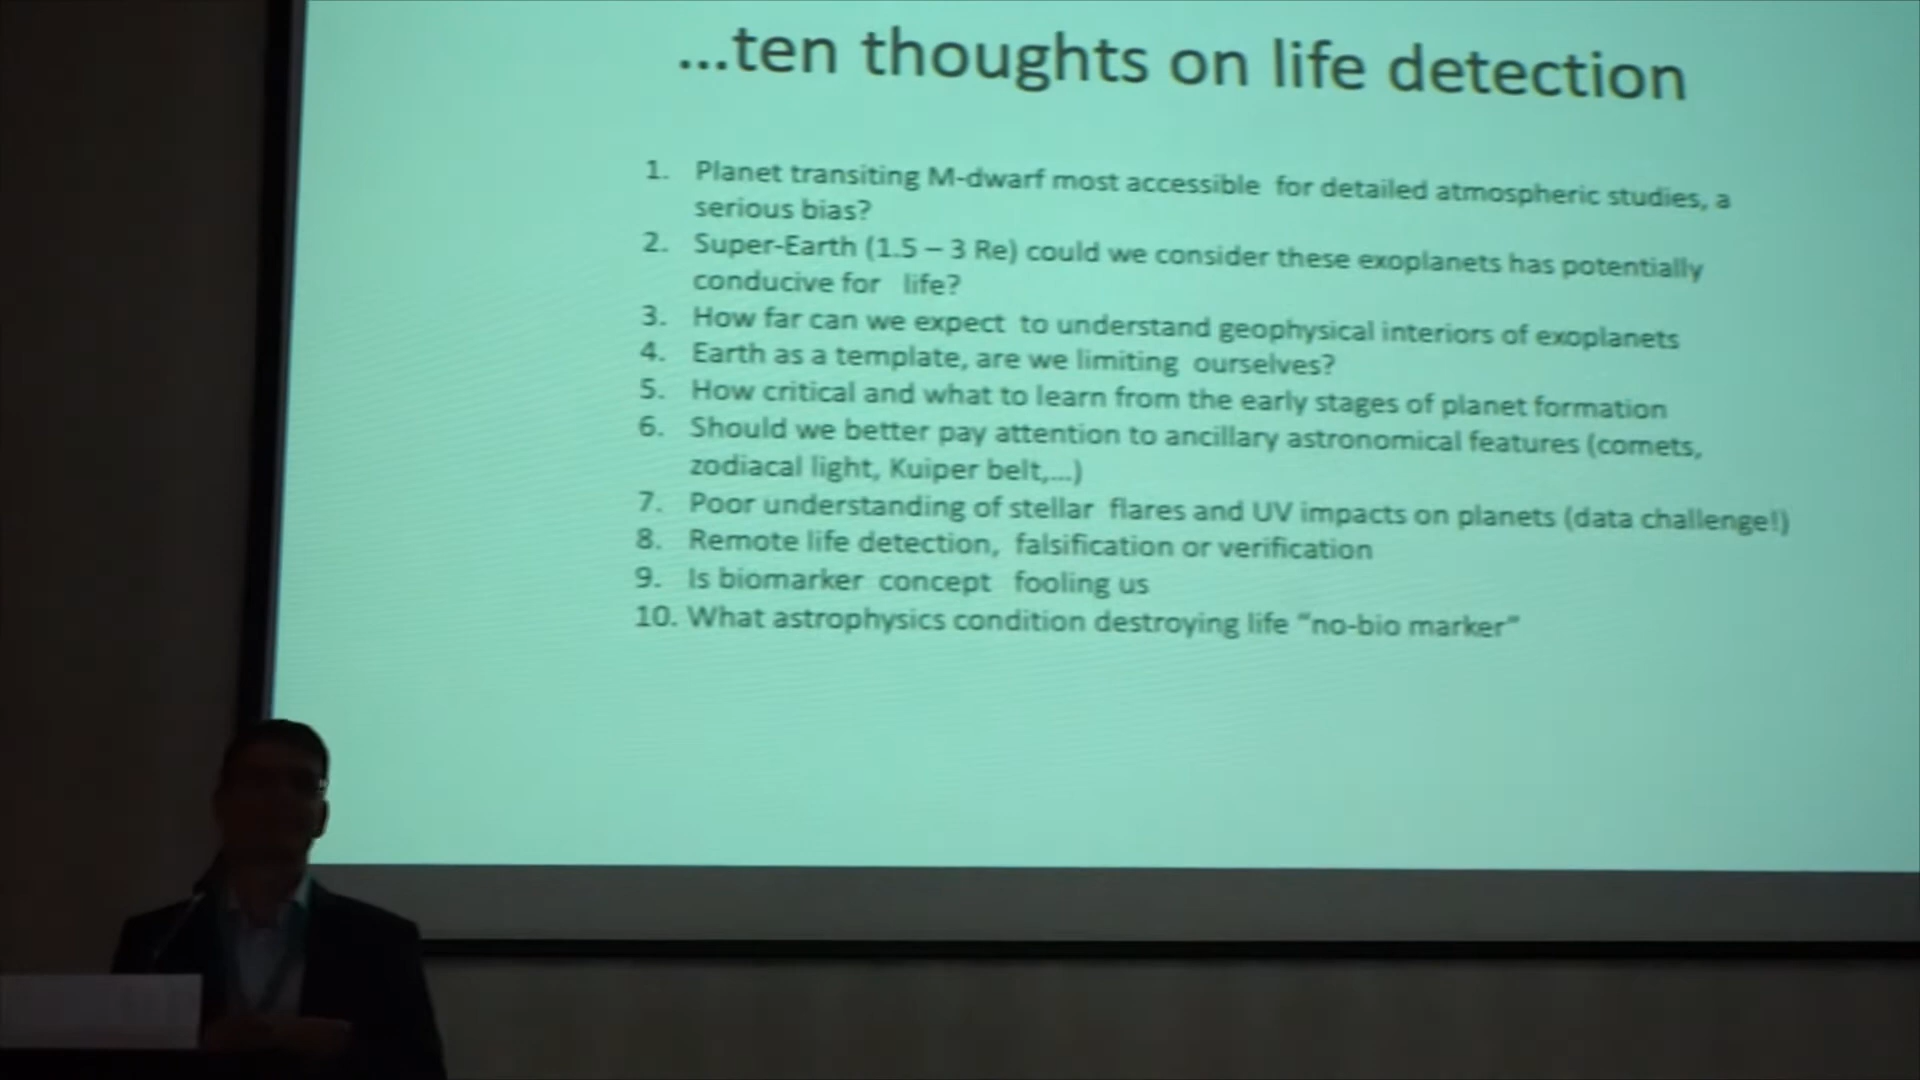 ...ten thoughts on life detection
1. Planet transiting M-dwarf most accessible for detailed atmospheric studies, a
serious bias?
2. Super-Earth (1.5 – 3 Re) could we consider these exoplanets has potentially
conducive for life?
3. How far can we expect to understand geophysical interiors of exoplanets
4. Earth as a template, are we limiting ourselves?
5. How critical and what to learn from the early stages of planet formation
6. Should we better pay attention to ancillary astronomical features (comets,
zodiacal light, Kuiper belt,...)
7. Poor understanding of stellar flares and UV impacts on planets (data challenge!)
8. Remote life detection, falsification or verification
9. Is biomarker concept fooling us
10. What astrophysics condition destroying life “no-bio marker”